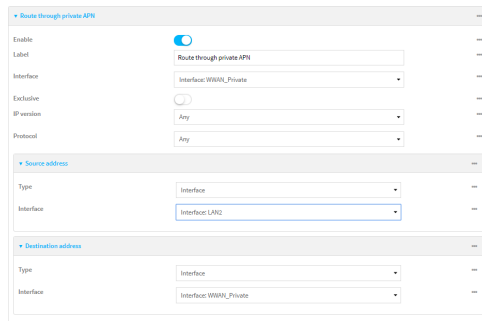 Route through private APN
Enable
Label
Route through private APN
Interface
Interface: WWAN_Private
Exclusive
IP version
Any
Protocol
Any
Source address
Type
Interface
Interface
Interface: LAN2
Destination address
Type
Interface
Interface
Interface: WWAN_Private